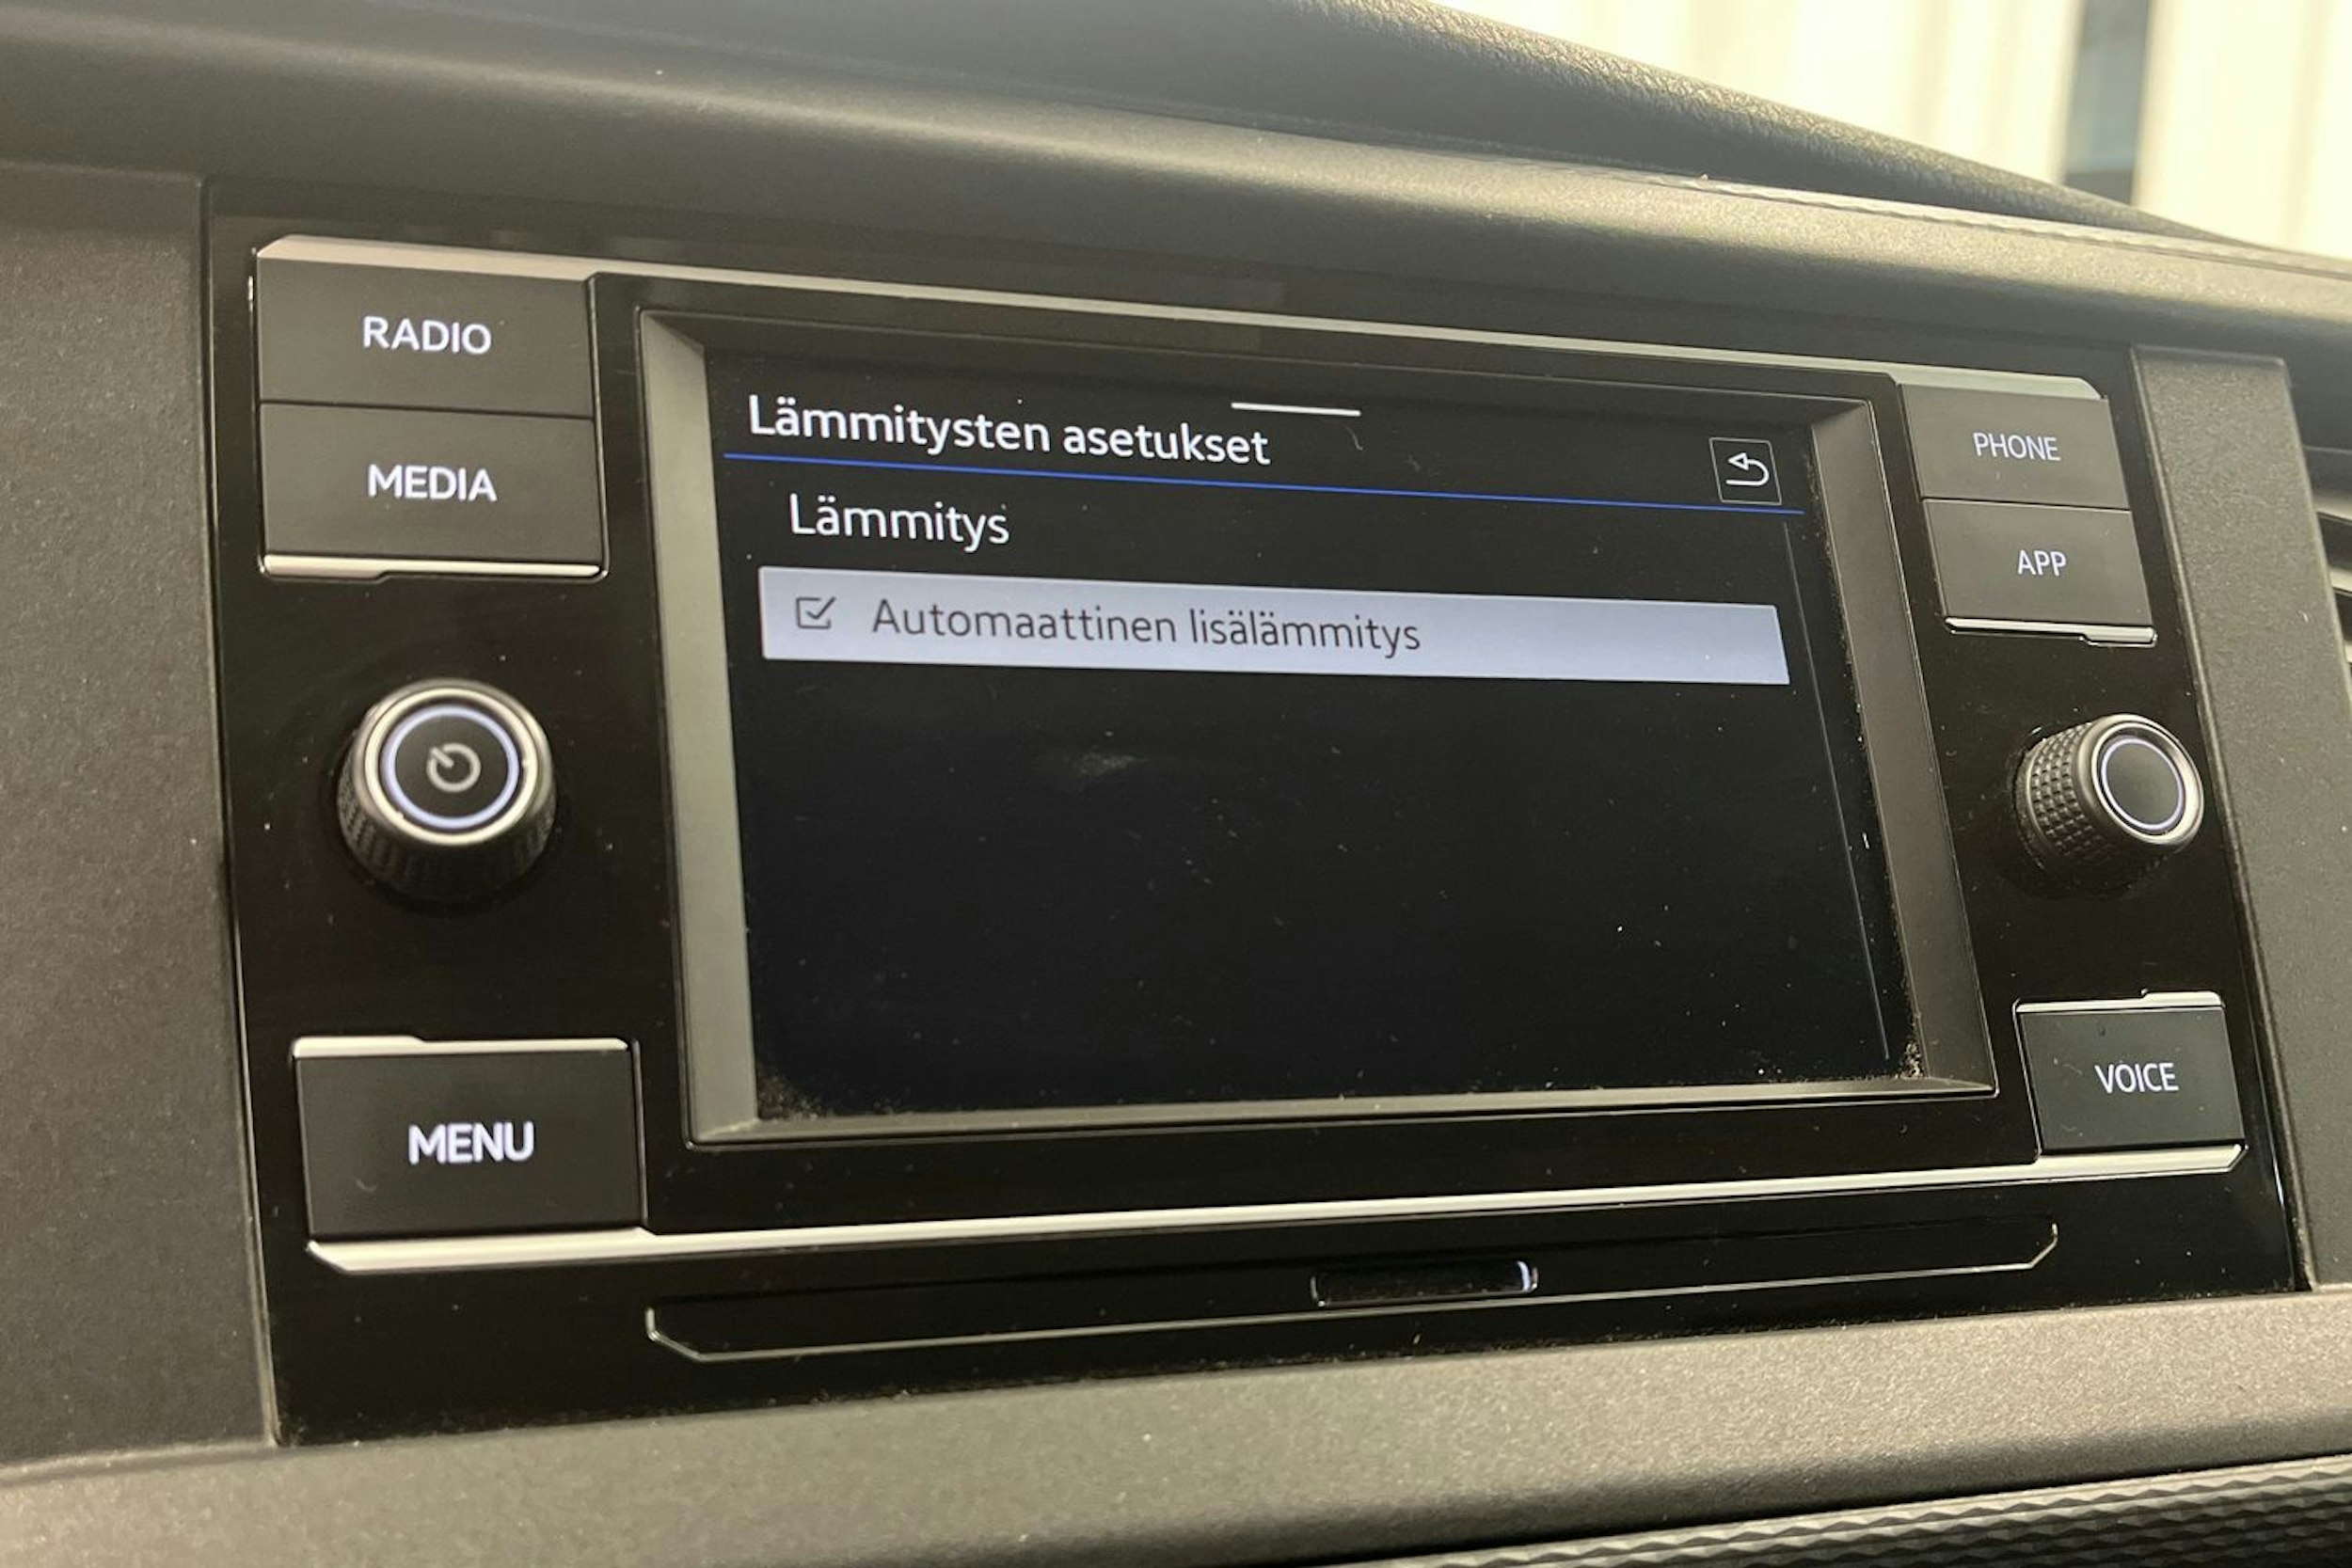 RADIO
MEDIA
MENU
Lämmitysten asetukset
Lämmitys
Automaattinen lisälämmitys
PHONE
APP
VOICE